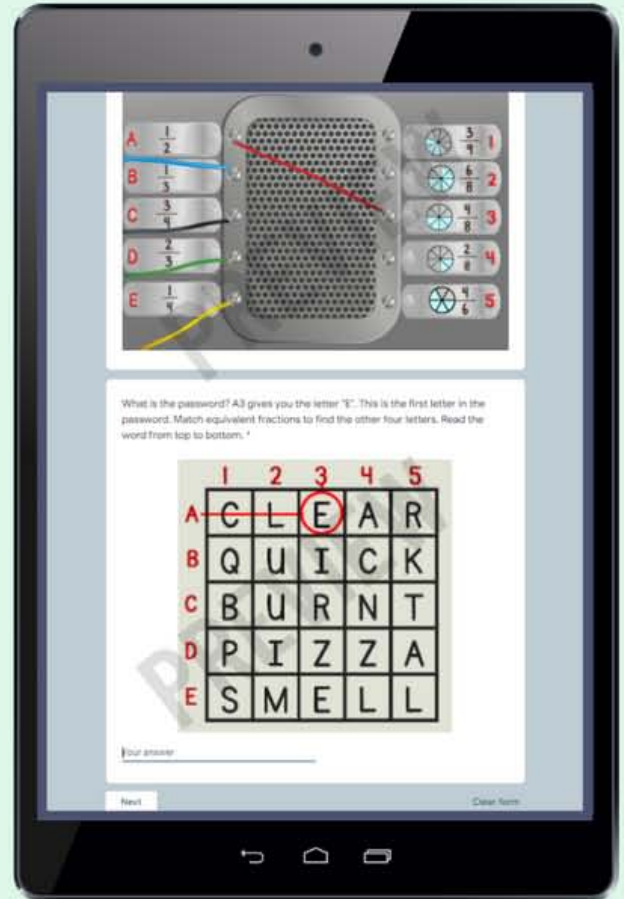 A 1/2
3/9 1
B 1/3
6/8 2
C 3/4
4/8 3
D 2/3
2/8 4
E 1/4
4/6 5
PREVIEW
What is the password? A3 gives you the letter "E". This is the first letter in the
password. Match equivalent fractions to find the other four letters. Read the
word from top to bottom. *
1 2 3 4 5
A C L E A R
B Q U I C K
C B U R N T
D P I Z Z A
E S M E L L
PREVIEW
Your answer
Next
Clear form